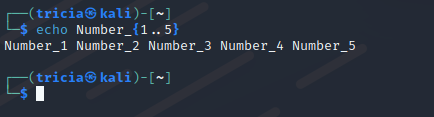 ┌──(tricia㉿kali)-[~]
└─$ echo Number_{1..5}
Number_1 Number_2 Number_3 Number_4 Number_5
┌──(tricia㉿kali)-[~]
└─$